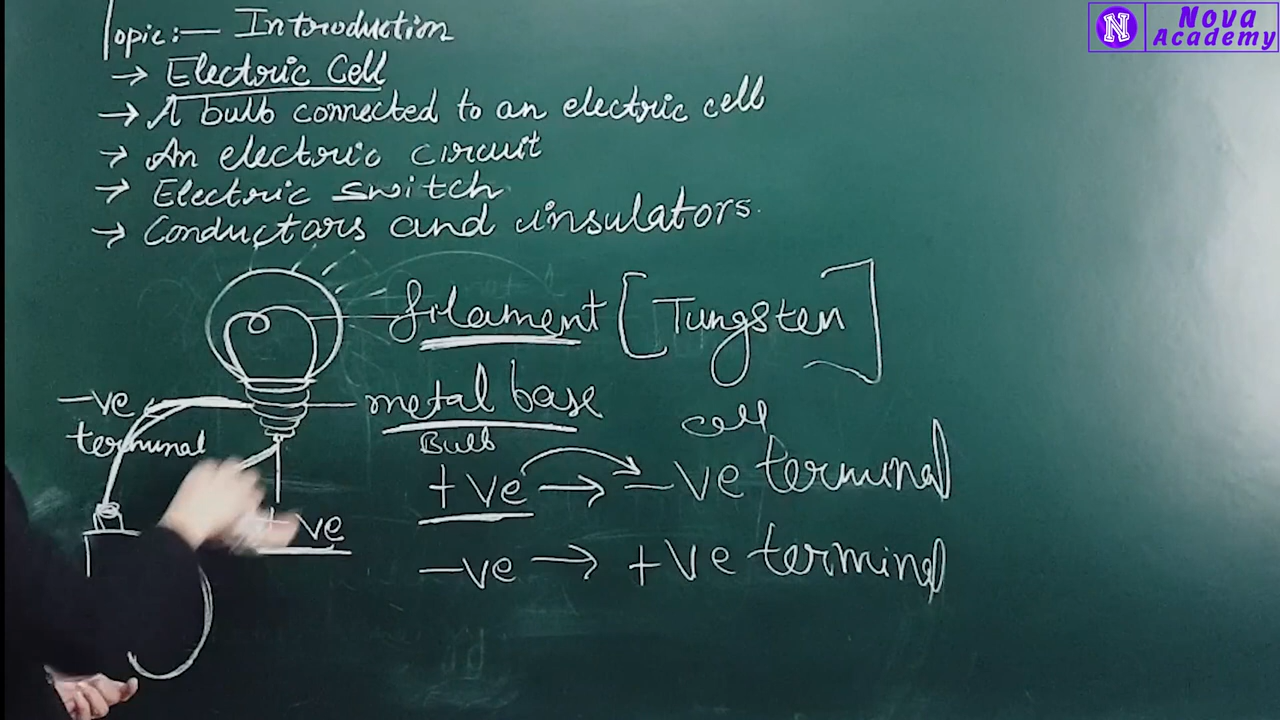 Topic:— Introduction
→ Electric Cell
→ A bulb connected to an electric cell
→ An electric circuit
→ Electric switch
→ Conductors and insulators.
filament [Tungsten]
metal base
-ve
terminal
+ve
Bulb cell
+ve → -ve terminal
-ve → +ve terminal
N Nova
Academy